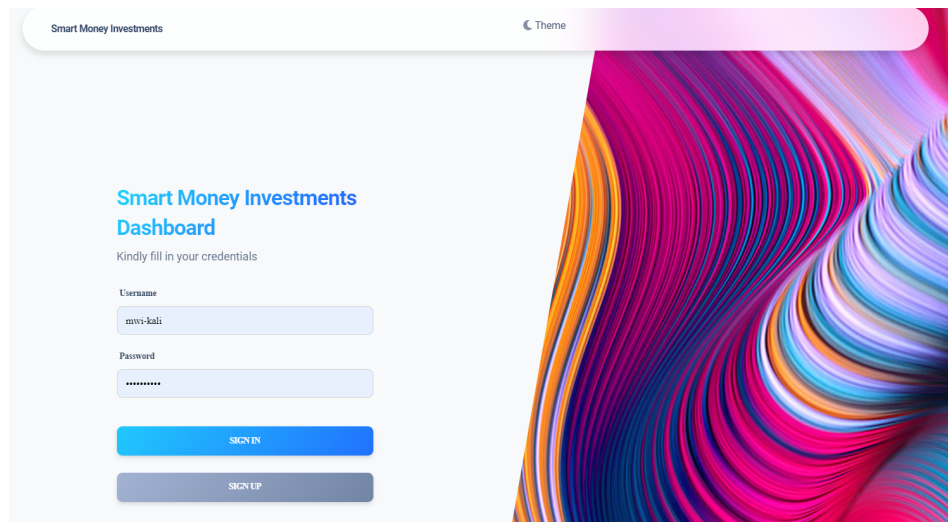 Smart Money Investments
Theme
Smart Money Investments
Dashboard
Kindly fill in your credentials
Username
mwi-kali
Password
••••••••••
SIGN IN
SIGN UP